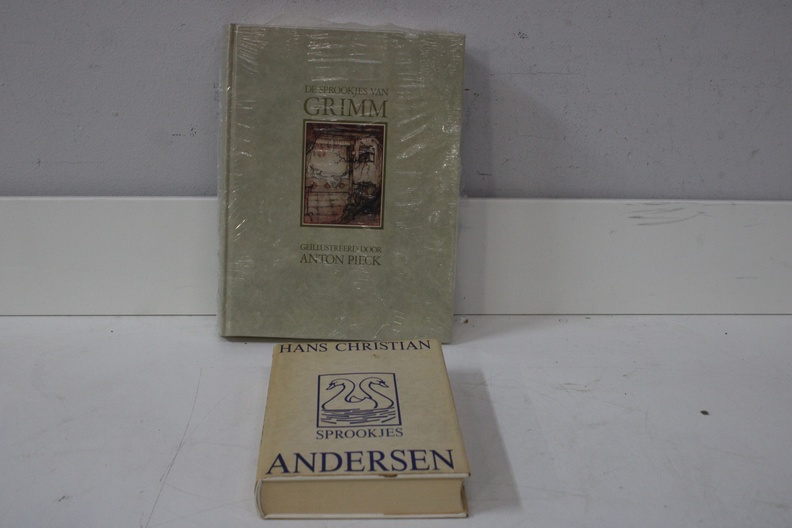 DE SPROOKJES VAN
GRIMM
GEÏLLUSTREERD DOOR
ANTON PIECK
HANS CHRISTIAN
SPROOKJES
ANDERSEN